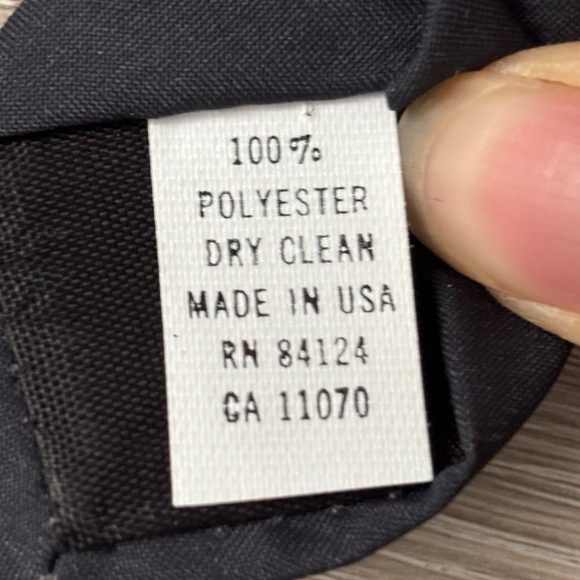 100%
POLYESTER
DRY CLEAN
MADE IN USA
RN 84124
CA 11070